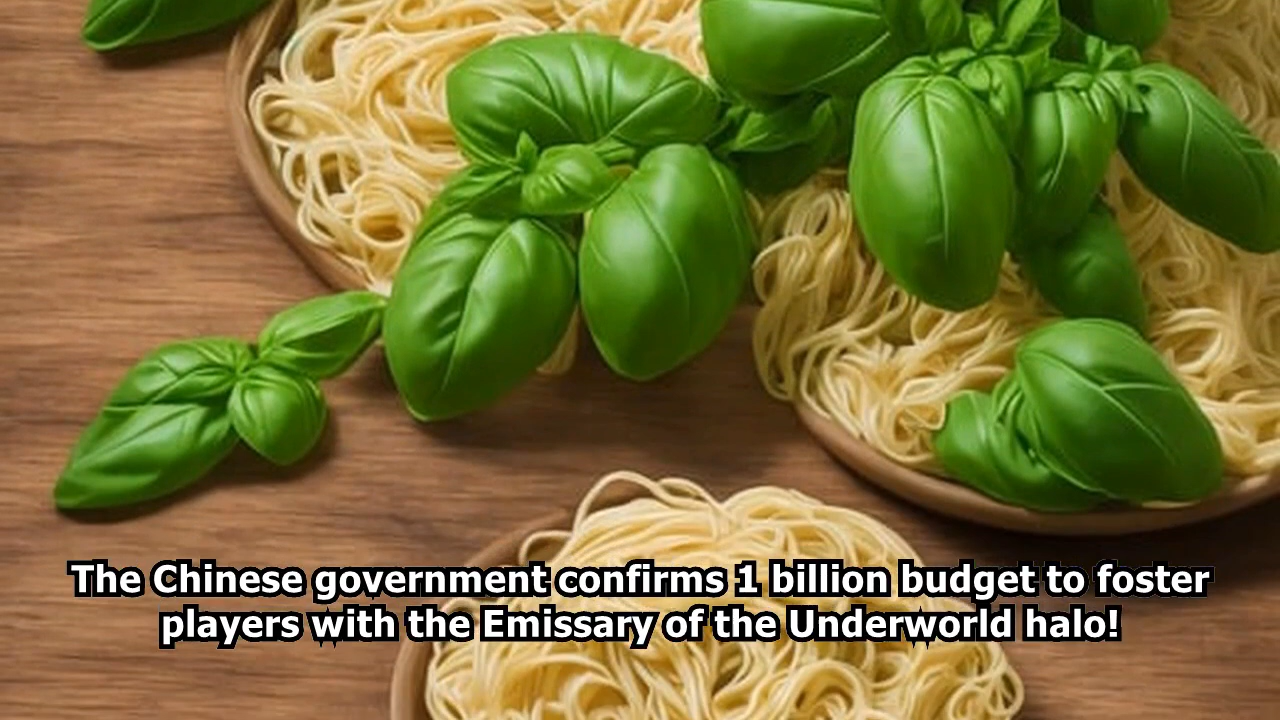 The Chinese government confirms 1 billion budget to foster
players with the Emissary of the Underworld halo!